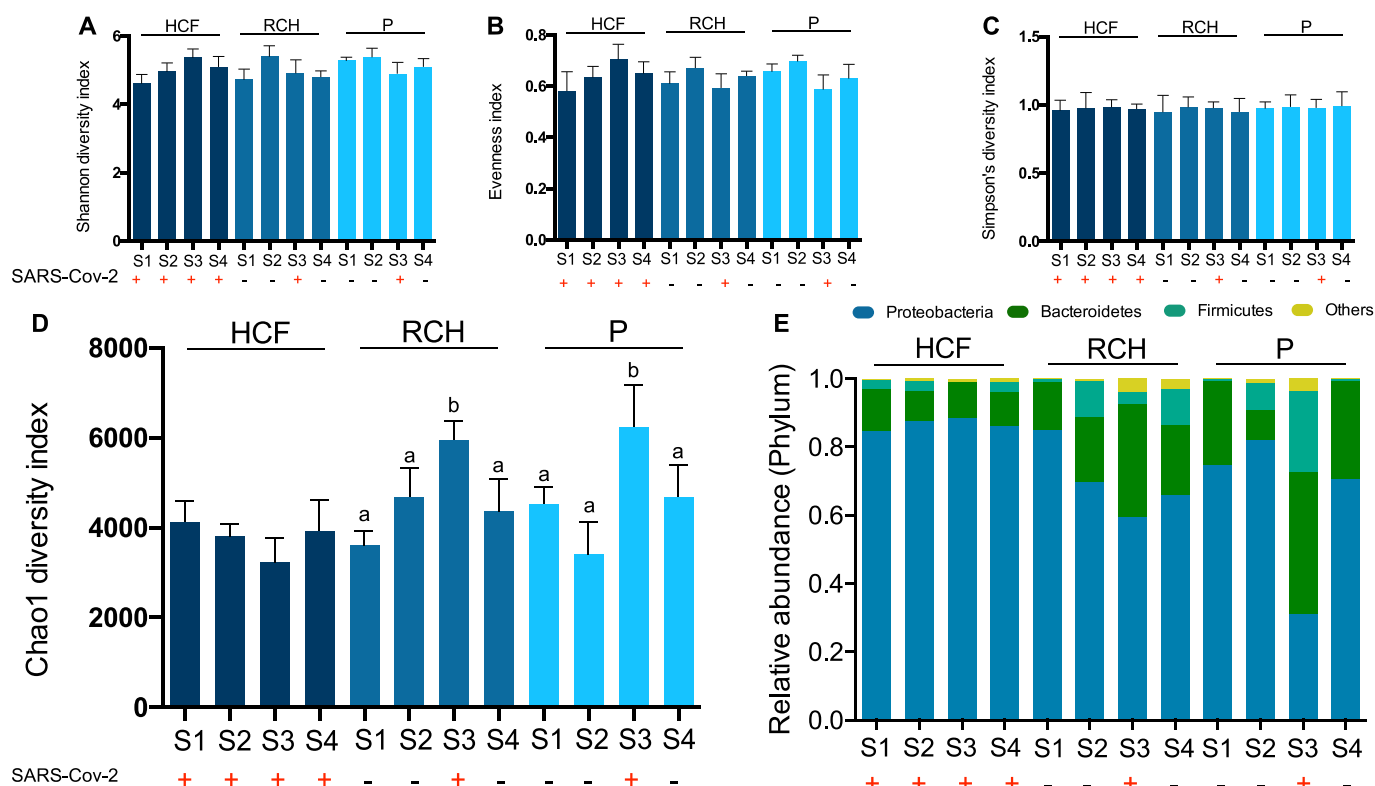 A
HCF RCH P
Shannon diversity index
6
4
2
0
S1 S2 S3 S4 S1 S2 S3 S4 S1 S2 S3 S4
SARS-Cov-2 + + + + - - + - - - + -
B
HCF RCH P
Evenness index
0.8
0.6
0.4
0.2
0.0
S1 S2 S3 S4 S1 S2 S3 S4 S1 S2 S3 S4
+ + + + - - + - - - + -
C
HCF RCH P
Simpson's diversity index
1.5
1.0
0.5
0.0
S1 S2 S3 S4 S1 S2 S3 S4 S1 S2 S3 S4
+ + + + - - + - - - + -
D
HCF RCH P
Chao1 diversity index
8000
6000
4000
2000
0
a a b a a a b a
S1 S2 S3 S4 S1 S2 S3 S4 S1 S2 S3 S4
SARS-Cov-2 + + + + - - + - - - + -
Proteobacteria Bacteroidetes Firmicutes Others
E
HCF RCH P
Relative abundance (Phylum)
1.0
0.8
0.6
0.4
0.2
0.0
S1 S2 S3 S4 S1 S2 S3 S4 S1 S2 S3 S4
+ + + + - - + - - - + -